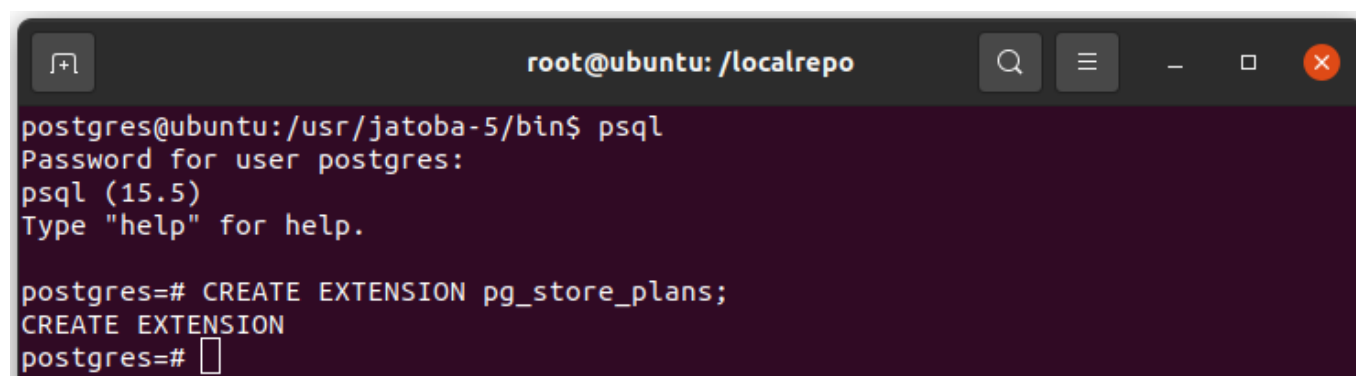 root@ubuntu: /localrepo
postgres@ubuntu:/usr/jatoba-5/bin$ psql
Password for user postgres:
psql (15.5)
Type "help" for help.
postgres=# CREATE EXTENSION pg_store_plans;
CREATE EXTENSION
postgres=#